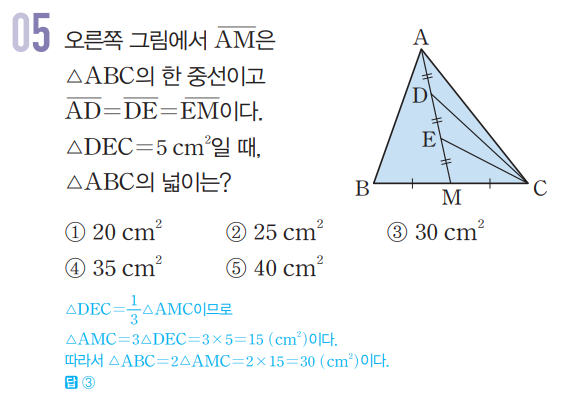 05 오른쪽 그림에서 AM은
△ABC의 한 중선이고
AD=DE=EM이다.
△DEC=5 cm²일 때,
△ABC의 넓이는?
A
D
E
B
M
C
① 20 cm² ② 25 cm² ③ 30 cm²
④ 35 cm² ⑤ 40 cm²
△DEC=1/3△AMC이므로
△AMC=3△DEC=3×5=15 (cm²)이다.
따라서 △ABC=2△AMC=2×15=30 (cm²)이다.
답 ③